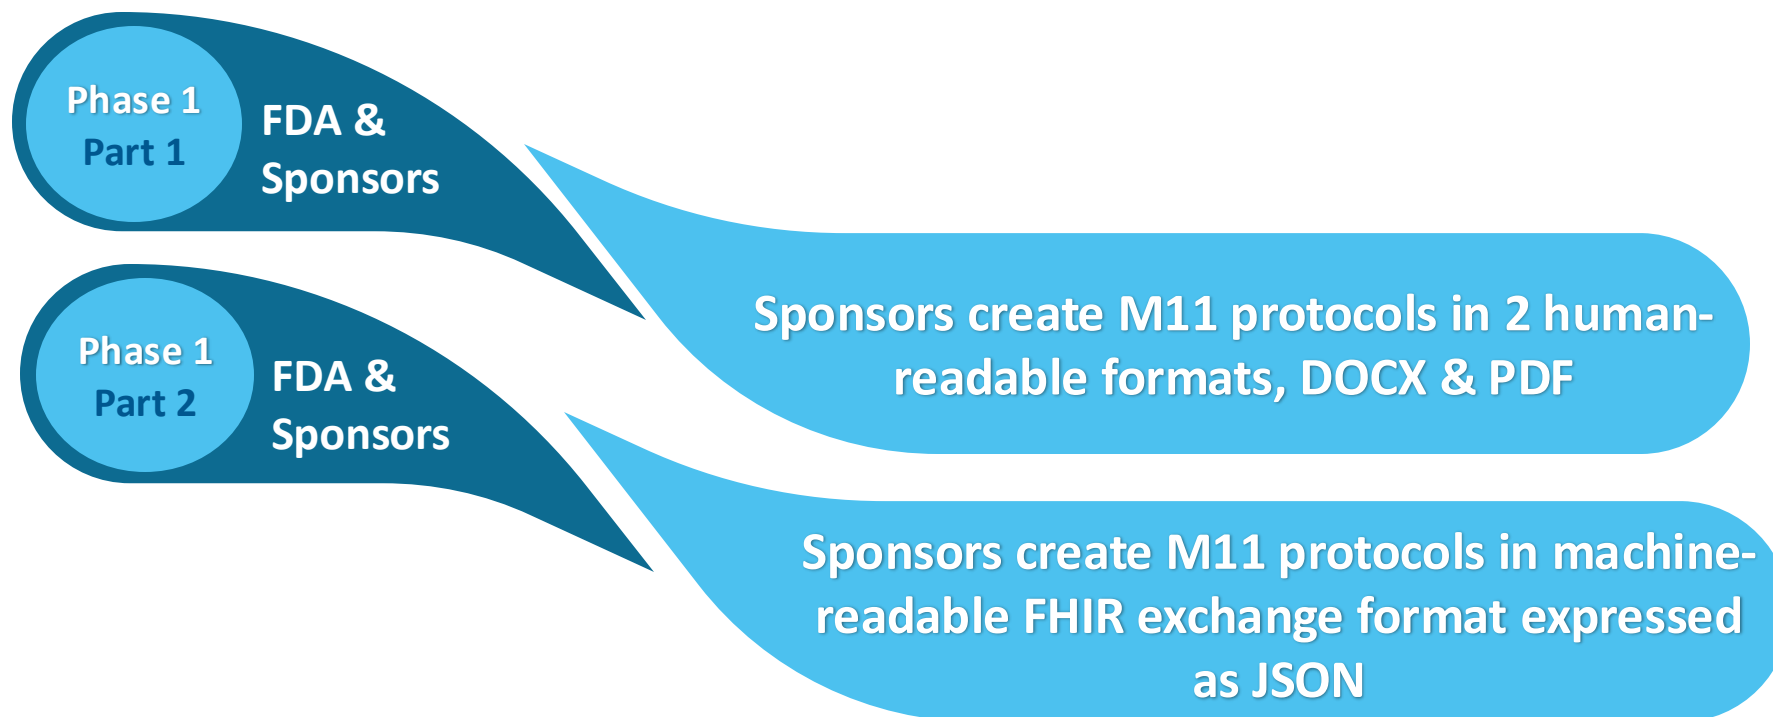 Phase 1
Part 1
FDA &
Sponsors
Sponsors create M11 protocols in 2 human-
readable formats, DOCX & PDF
Phase 1
Part 2
FDA &
Sponsors
Sponsors create M11 protocols in machine-
readable FHIR exchange format expressed
as JSON